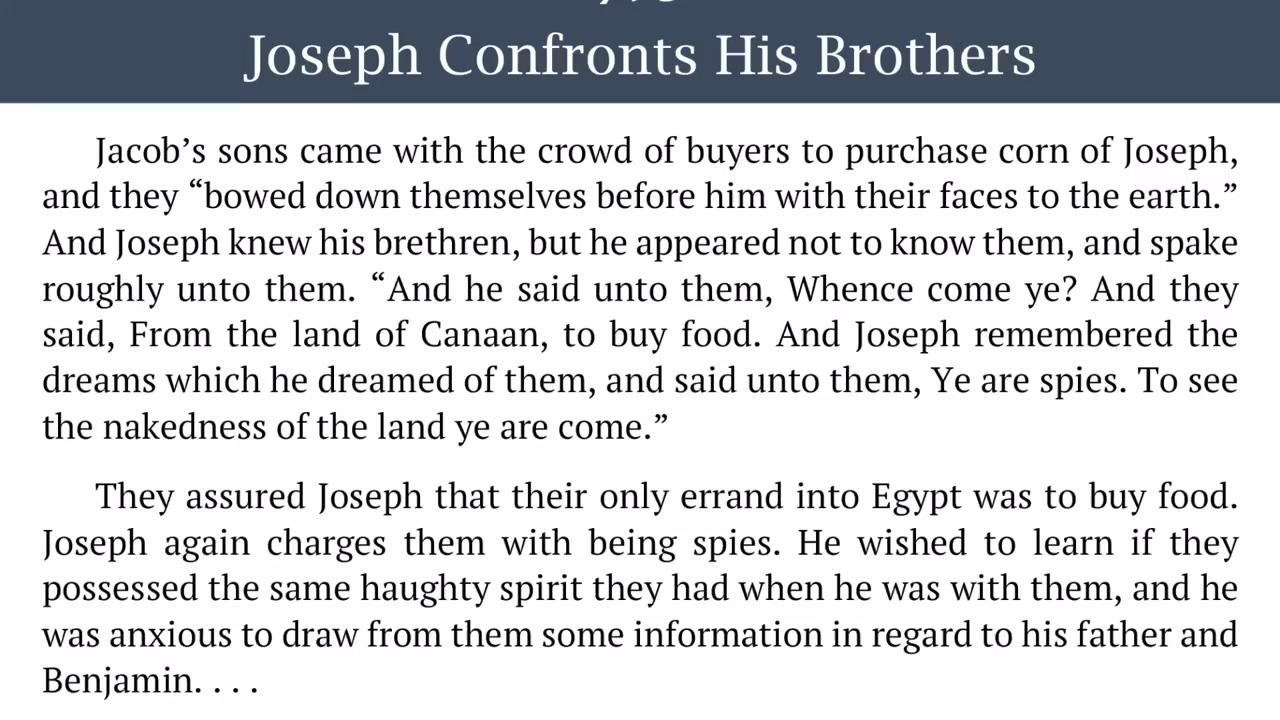 Joseph Confronts His Brothers
Jacob’s sons came with the crowd of buyers to purchase corn of Joseph,
and they “bowed down themselves before him with their faces to the earth.”
And Joseph knew his brethren, but he appeared not to know them, and spake
roughly unto them. “And he said unto them, Whence come ye? And they
said, From the land of Canaan, to buy food. And Joseph remembered the
dreams which he dreamed of them, and said unto them, Ye are spies. To see
the nakedness of the land ye are come.”
They assured Joseph that their only errand into Egypt was to buy food.
Joseph again charges them with being spies. He wished to learn if they
possessed the same haughty spirit they had when he was with them, and he
was anxious to draw from them some information in regard to his father and
Benjamin. . . .